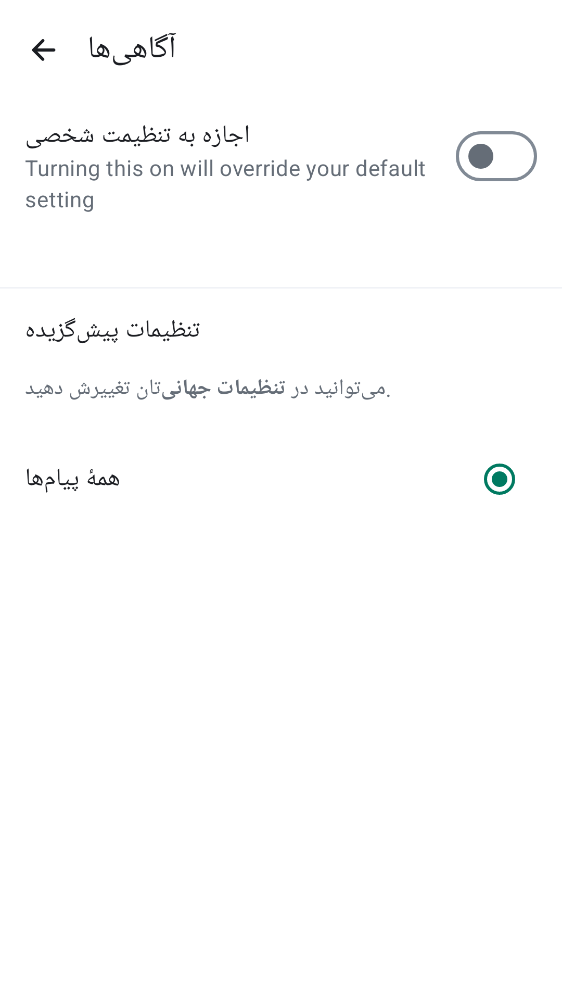 آگاهی‌ها
اجازه به تنظیمت شخصی
Turning this on will override your default
setting
تنظیمات پیش‌گزیده
می‌توانید در تنظیمات جهانی‌تان تغییرش دهید.
همهٔ پیام‌ها